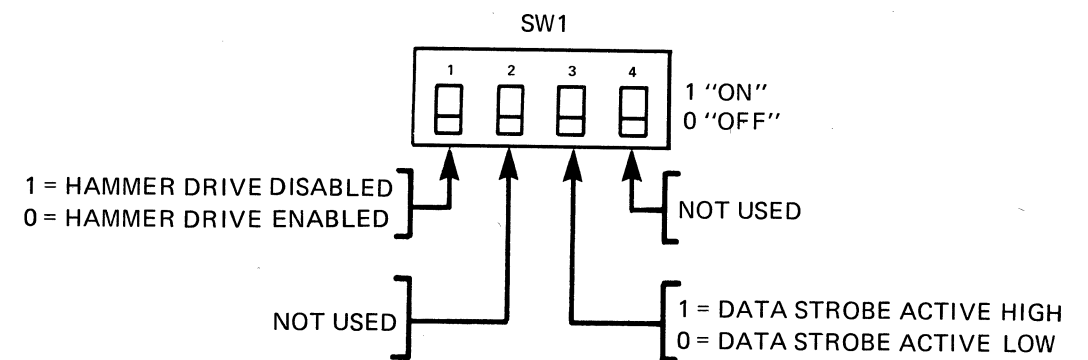 SW1
1 2 3 4
1 "ON"
0 "OFF"
1 = HAMMER DRIVE DISABLED
0 = HAMMER DRIVE ENABLED
NOT USED
NOT USED
1 = DATA STROBE ACTIVE HIGH
0 = DATA STROBE ACTIVE LOW